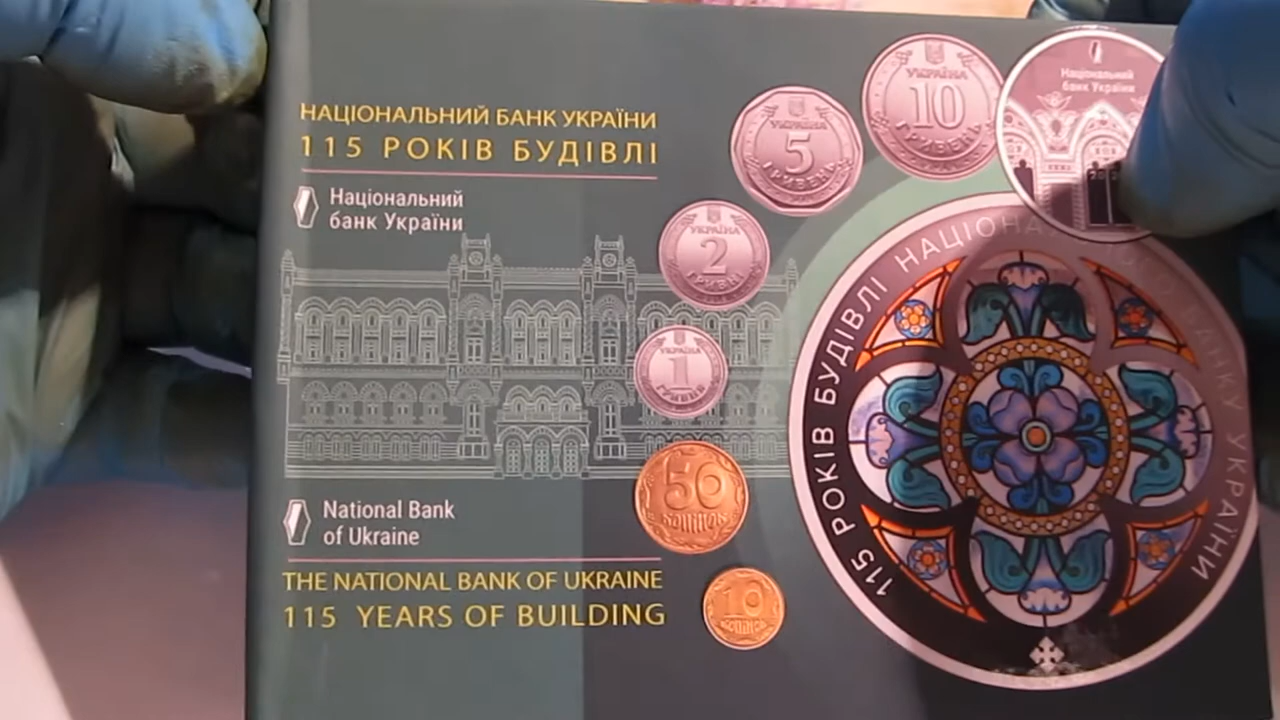 НАЦІОНАЛЬНИЙ БАНК УКРАЇНИ
115 РОКІВ БУДІВЛІ
Національний
банк України
National Bank
of Ukraine
THE NATIONAL BANK OF UKRAINE
115 YEARS OF BUILDING
УКРАЇНА
10
ГРИВЕНЬ
УКРАЇНА
5
ГРИВЕНЬ
УКРАЇНА
2
ГРИВНІ
УКРАЇНА
1
ГРИВНЯ
50
КОПІЙОК
10
КОПІЙОК
Національний
банк України
115 РОКІВ БУДІВЛІ НАЦІОНА БАНКУ УКРАЇНИ